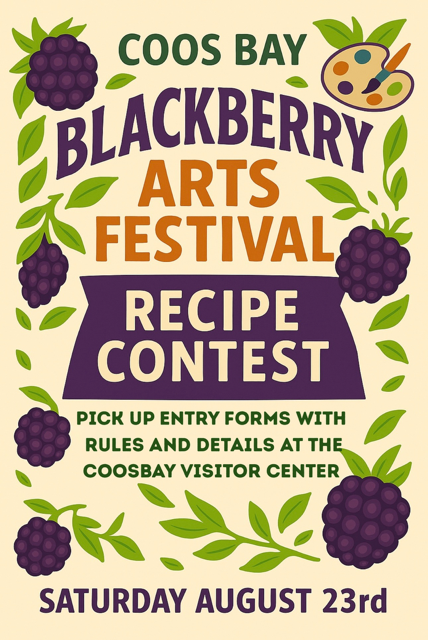 COOS BAY
BLACKBERRY
ARTS
FESTIVAL
RECIPE
CONTEST
PICK UP ENTRY FORMS WITH
RULES AND DETAILS AT THE
COOSBAY VISITOR CENTER
SATURDAY AUGUST 23rd